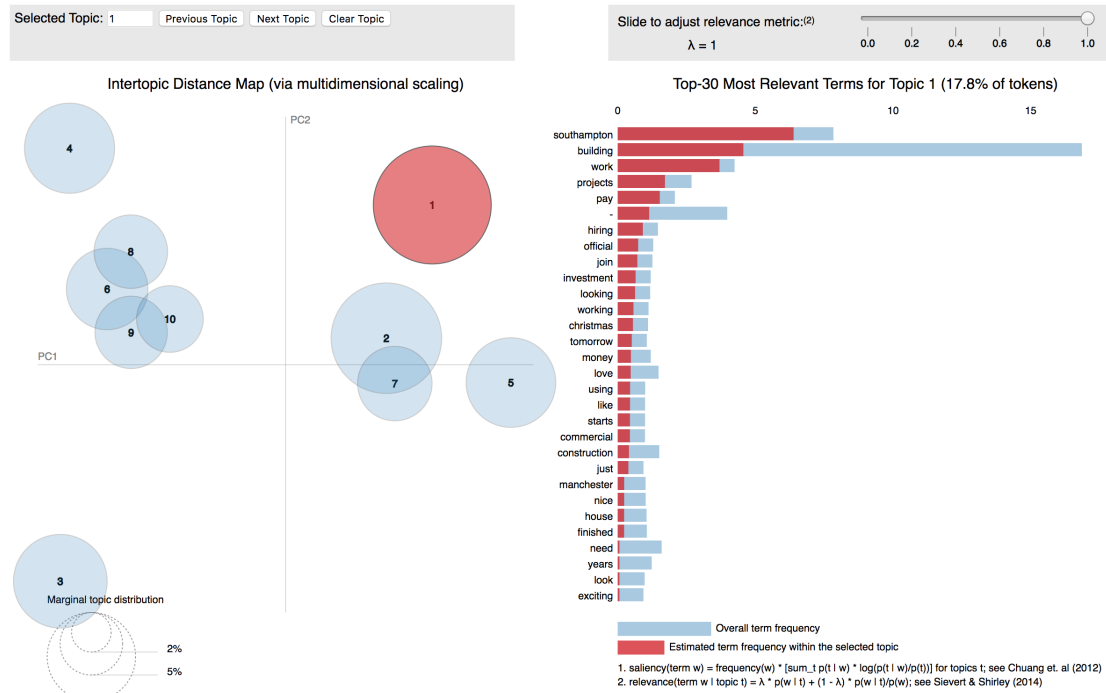 Selected Topic: 1 Previous Topic Next Topic Clear Topic
Slide to adjust relevance metric:(2)
λ = 1
0.0 0.2 0.4 0.6 0.8 1.0
Intertopic Distance Map (via multidimensional scaling)
PC2
PC1
4
1
8
6
10
9
2
7
5
3
Marginal topic distribution
2%
5%
Top-30 Most Relevant Terms for Topic 1 (17.8% of tokens)
0 5 10 15
southampton
building
work
projects
pay
-
hiring
official
join
investment
looking
working
christmas
tomorrow
money
love
using
like
starts
commercial
construction
just
manchester
nice
house
finished
need
years
look
exciting
Overall term frequency
Estimated term frequency within the selected topic
1. saliency(term w) = frequency(w) * [sum_t p(t | w) * log(p(t | w)/p(t))] for topics t; see Chuang et. al (2012)
2. relevance(term w | topic t) = λ * p(w | t) + (1 - λ) * p(w | t)/p(w); see Sievert & Shirley (2014)